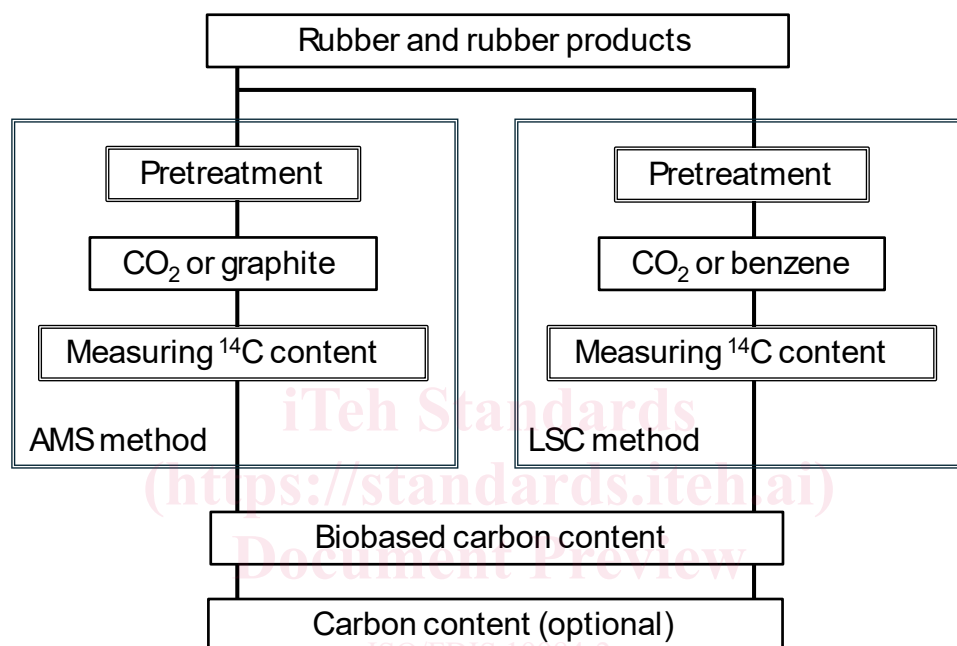 Rubber and rubber products
Pretreatment
CO₂ or graphite
Measuring ¹⁴C content
AMS method
Pretreatment
CO₂ or benzene
Measuring ¹⁴C content
LSC method
iTeh Standards
(https://standards.iteh.ai)
Document Preview
Biobased carbon content
Carbon content (optional)